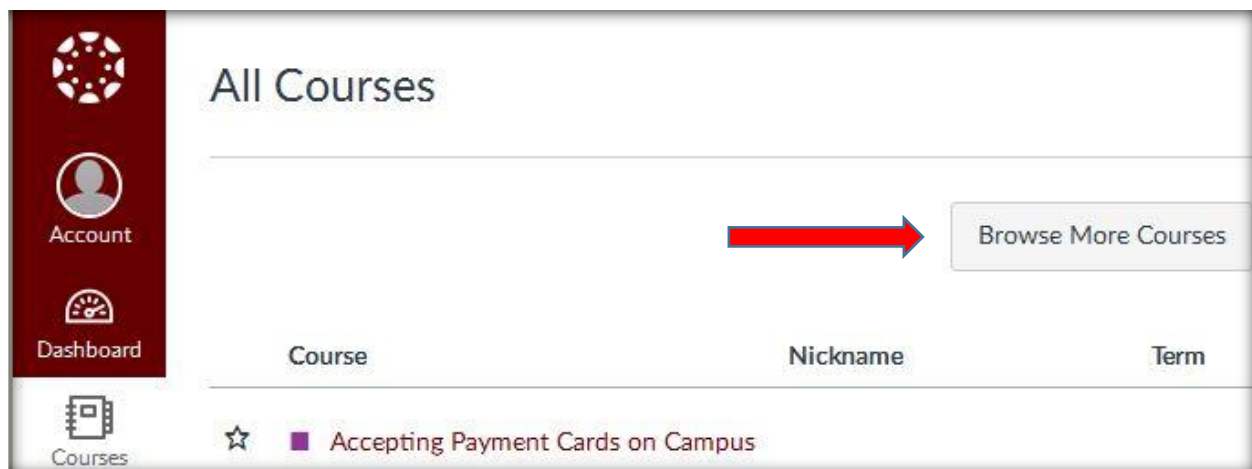 All Courses
Account
Browse More Courses
Dashboard
Course Nickname Term
Accepting Payment Cards on Campus
Courses